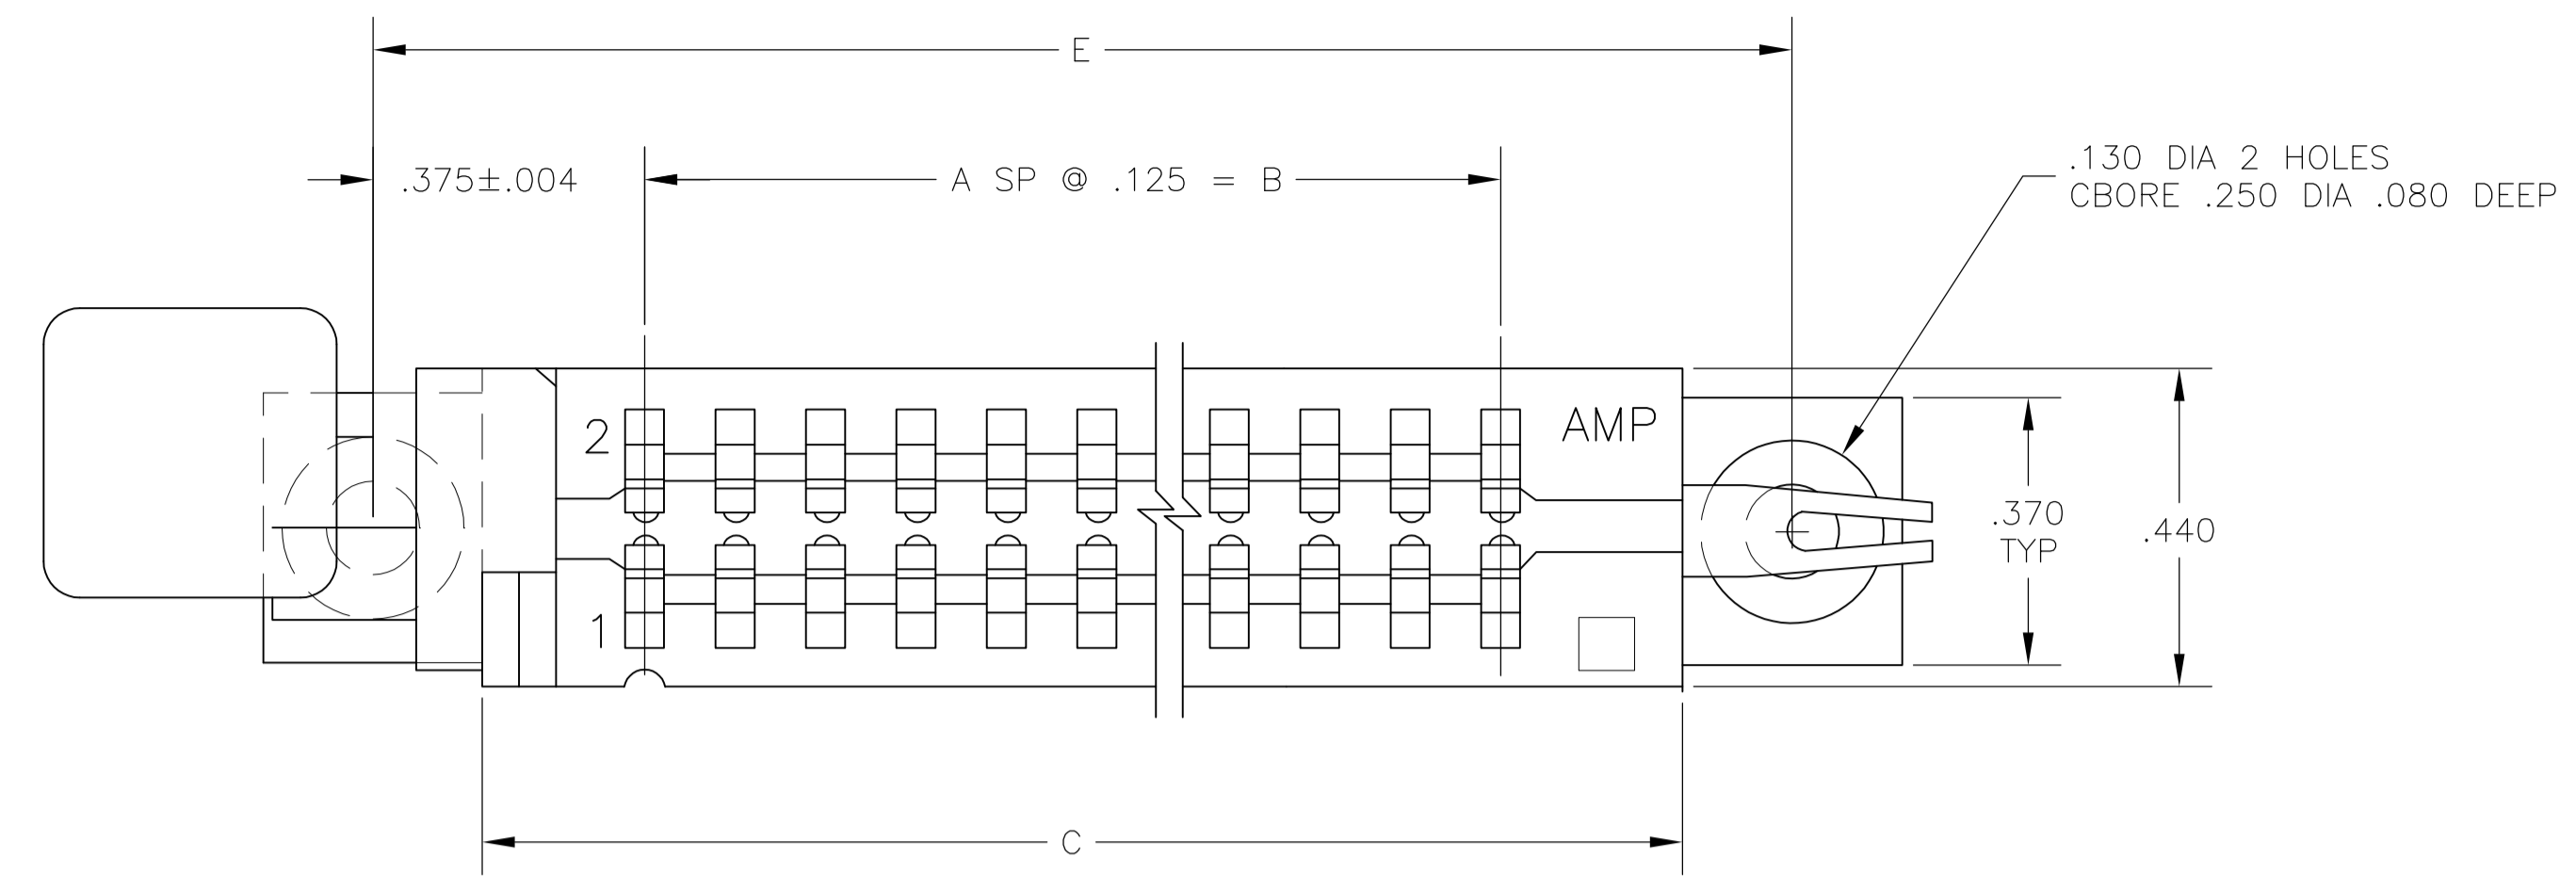 E
.375±.004
A SP @ .125 = B
.130 DIA 2 HOLES
CBORE .250 DIA .080 DEEP
2
AMP
1
.370
TYP
.440
C